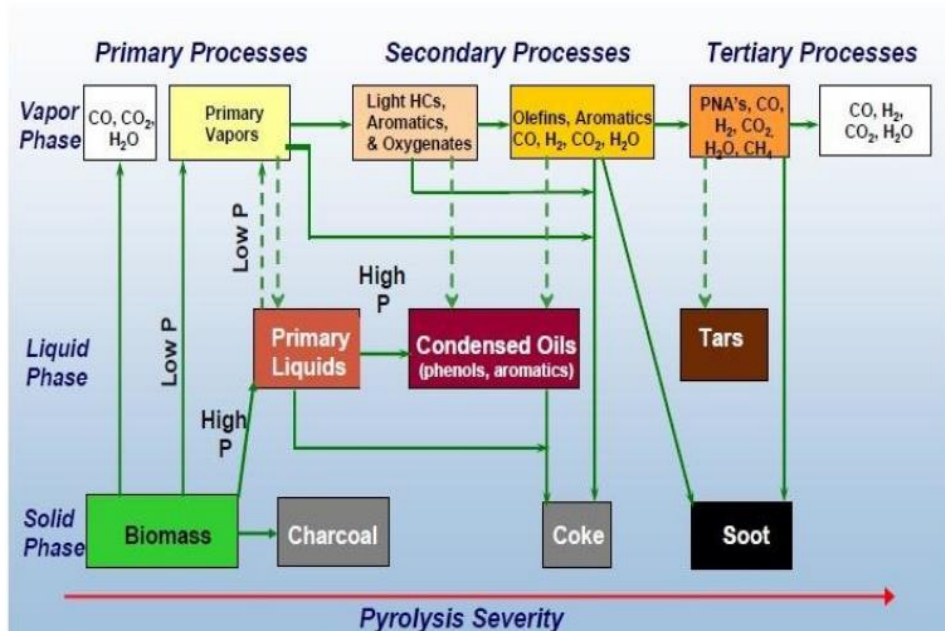 Primary Processes
Secondary Processes
Tertiary Processes
Vapor
Phase
CO, CO₂,
H₂O
Primary
Vapors
Light HCs,
Aromatics,
& Oxygenates
Olefins, Aromatics
CO, H₂, CO₂, H₂O
PNA's, CO,
H₂, CO₂,
H₂O, CH₄
CO, H₂,
CO₂, H₂O
Low P
Low P
High
P
Liquid
Phase
Primary
Liquids
Condensed Oils
(phenols, aromatics)
Tars
High
P
Solid
Phase
Biomass
Charcoal
Coke
Soot
Pyrolysis Severity